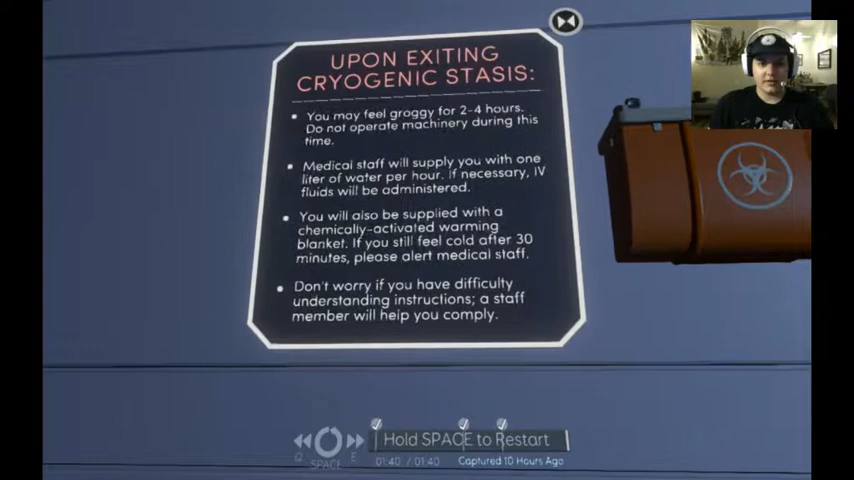 UPON EXITING
CRYOGENIC STASIS:
You may feel groggy for 2-4 hours.
Do not operate machinery during this
time.
Medical staff will supply you with one
liter of water per hour. If necessary, IV
fluids will be administered.
You will also be supplied with a
chemically-activated warming
blanket. If you still feel cold after 30
minutes, please alert medical staff.
Don't worry if you have difficulty
understanding instructions; a staff
member will help you comply.
Hold SPACE to Restart
Q SPACE E
01:40 / 01:40 Captured 10 Hours Ago